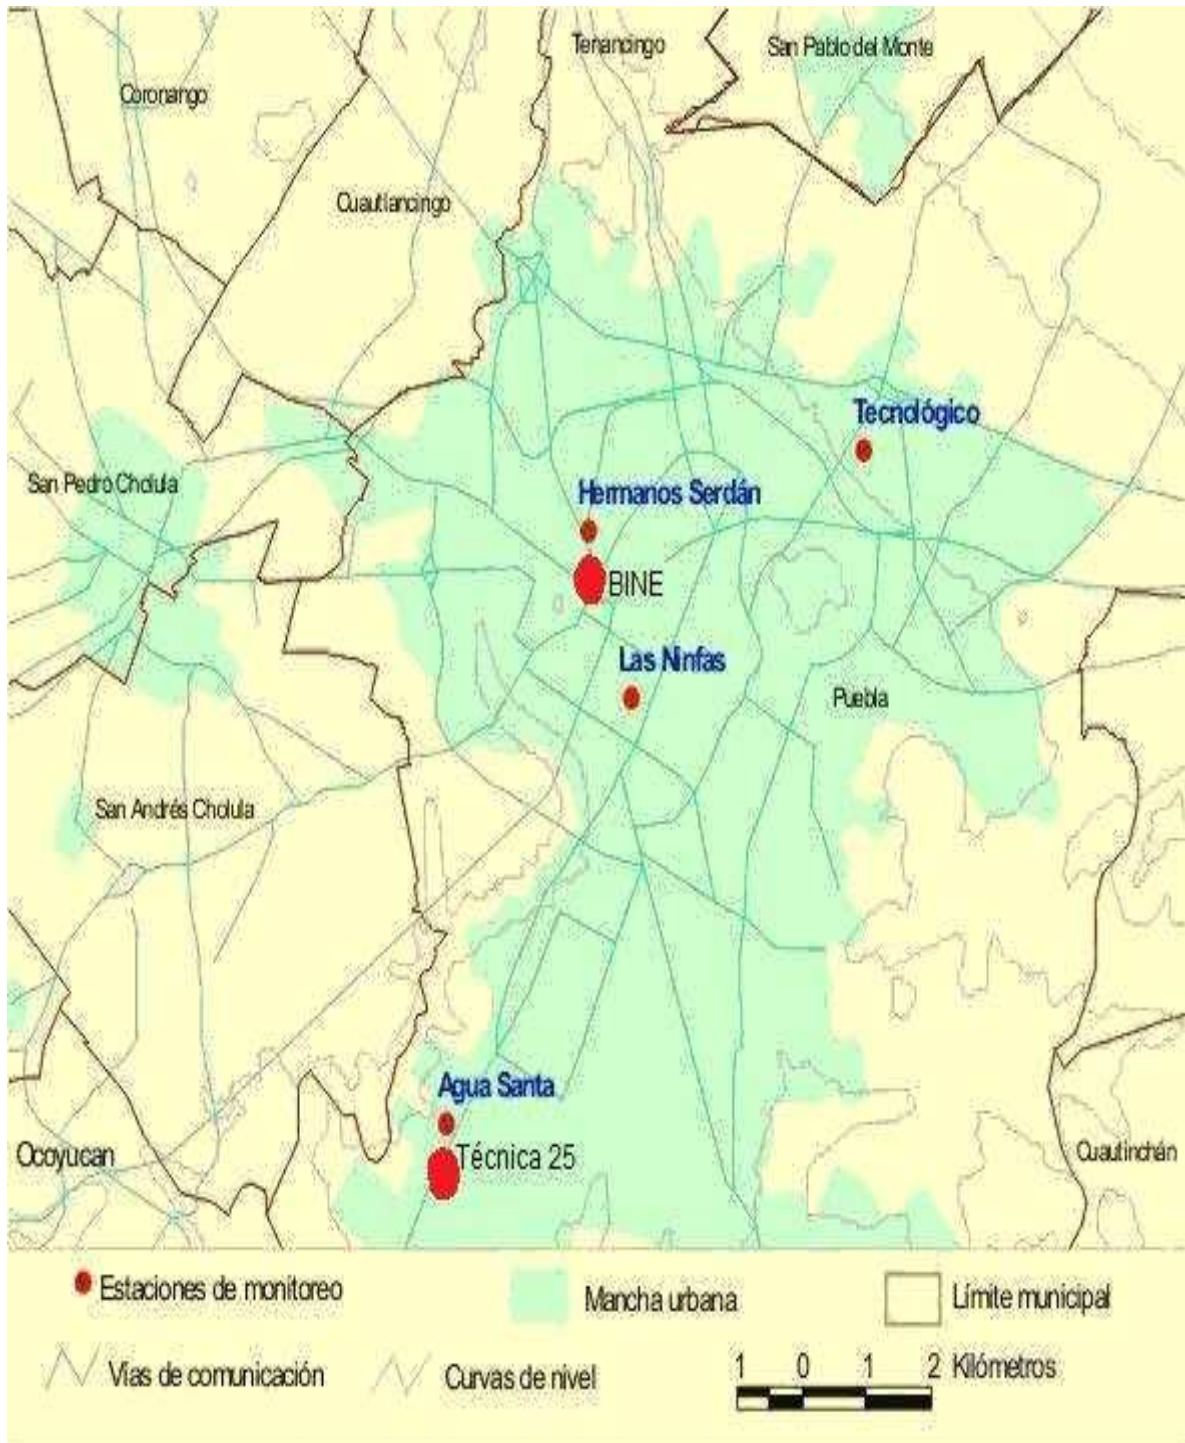 Tenancingo
San Pablo del Monte
Coronango
Cuautlancingo
Tecnológico
San Pedro Cholula
Hermanos Serdán
BINE
Las Ninfas
Puebla
San Andrés Cholula
Agua Santa
Ocoyucan
Técnica 25
Cuautinchán
Estaciones de monitoreo
Mancha urbana
Límite municipal
Vías de comunicación
Curvas de nivel
1 0 1 2 Kilómetros